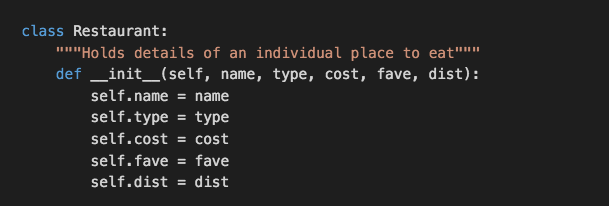 class Restaurant:
    """Holds details of an individual place to eat"""
    def __init__(self, name, type, cost, fave, dist):
        self.name = name
        self.type = type
        self.cost = cost
        self.fave = fave
        self.dist = dist